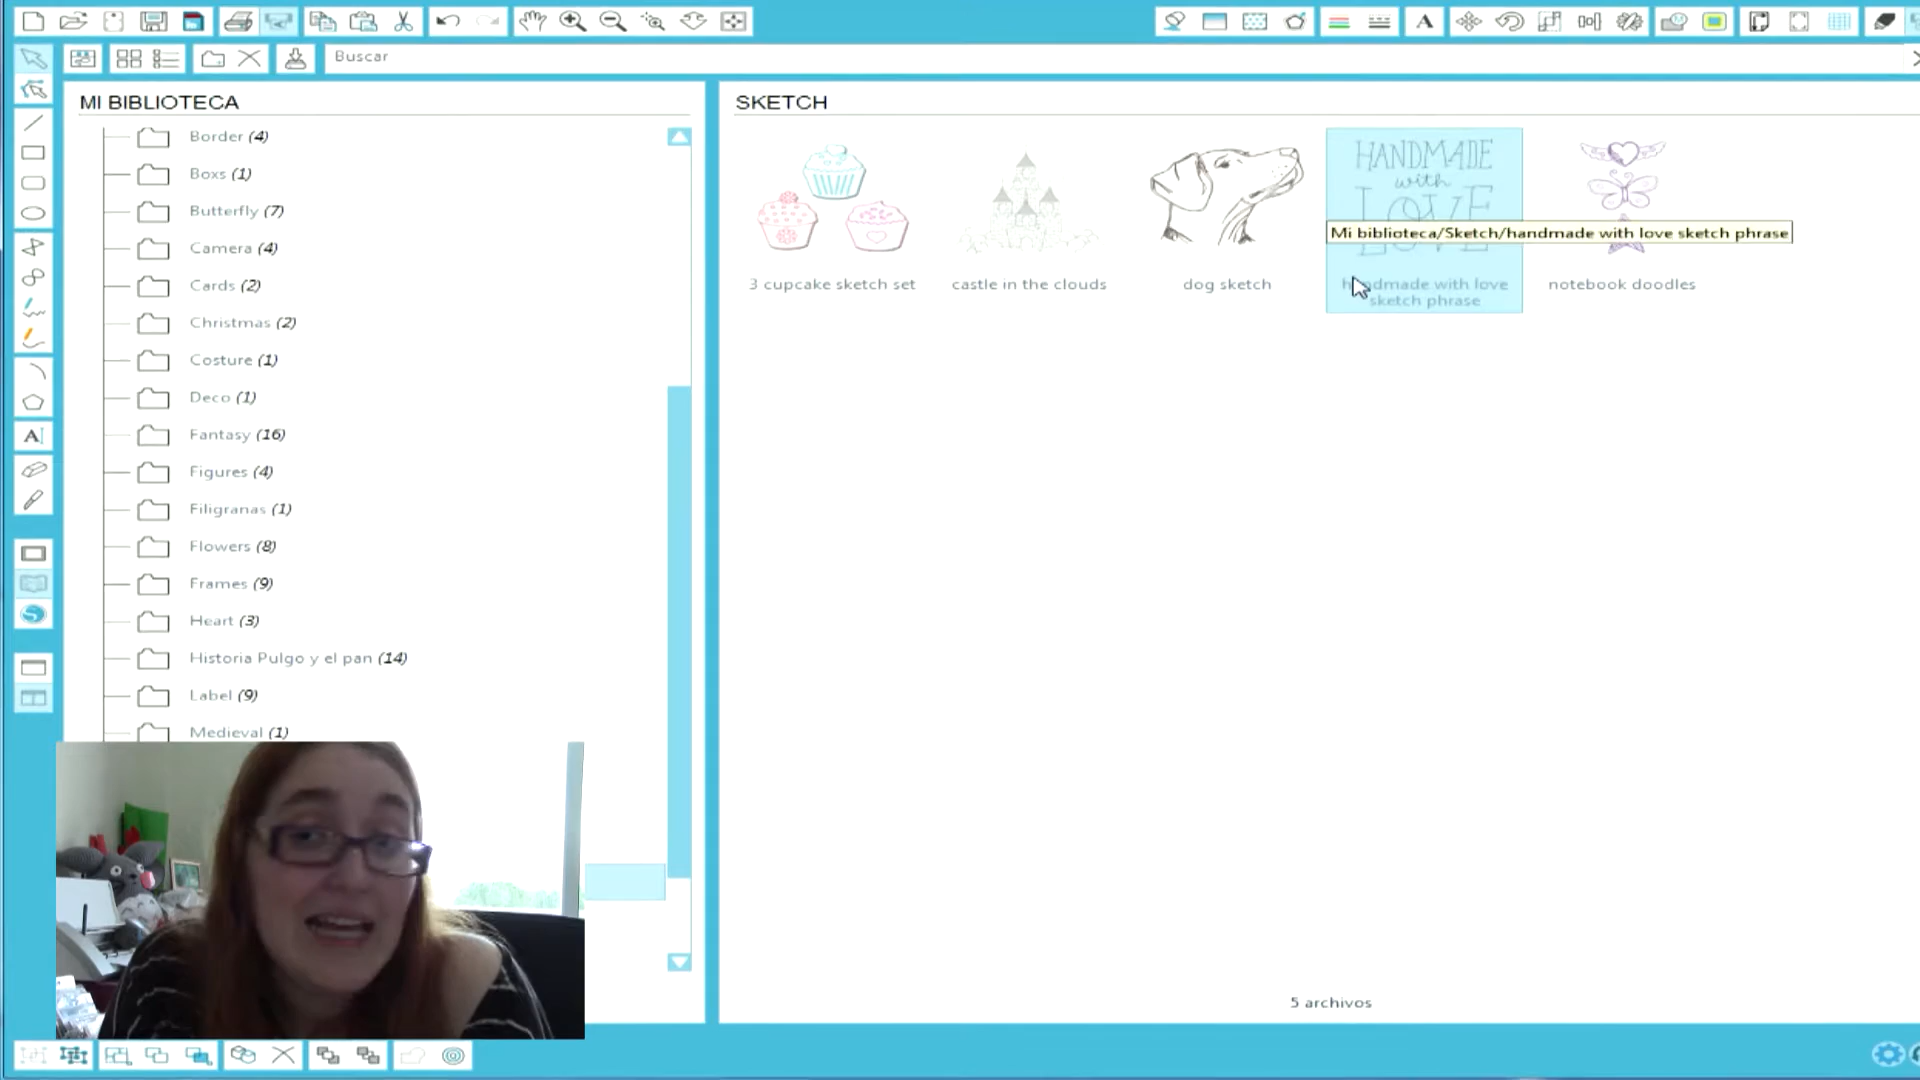 Buscar
MI BIBLIOTECA
Border (4)
Boxs (1)
Butterfly (7)
Camera (4)
Cards (2)
Christmas (2)
Costure (1)
Deco (1)
Fantasy (16)
Figures (4)
Filigranas (1)
Flowers (8)
Frames (9)
Heart (3)
Historia Pulgo y el pan (14)
Label (9)
Medieval (1)
SKETCH
HANDMADE
with
LOVE
Mi biblioteca/Sketch/handmade with love sketch phrase
3 cupcake sketch set
castle in the clouds
dog sketch
handmade with love
sketch phrase
notebook doodles
5 archivos